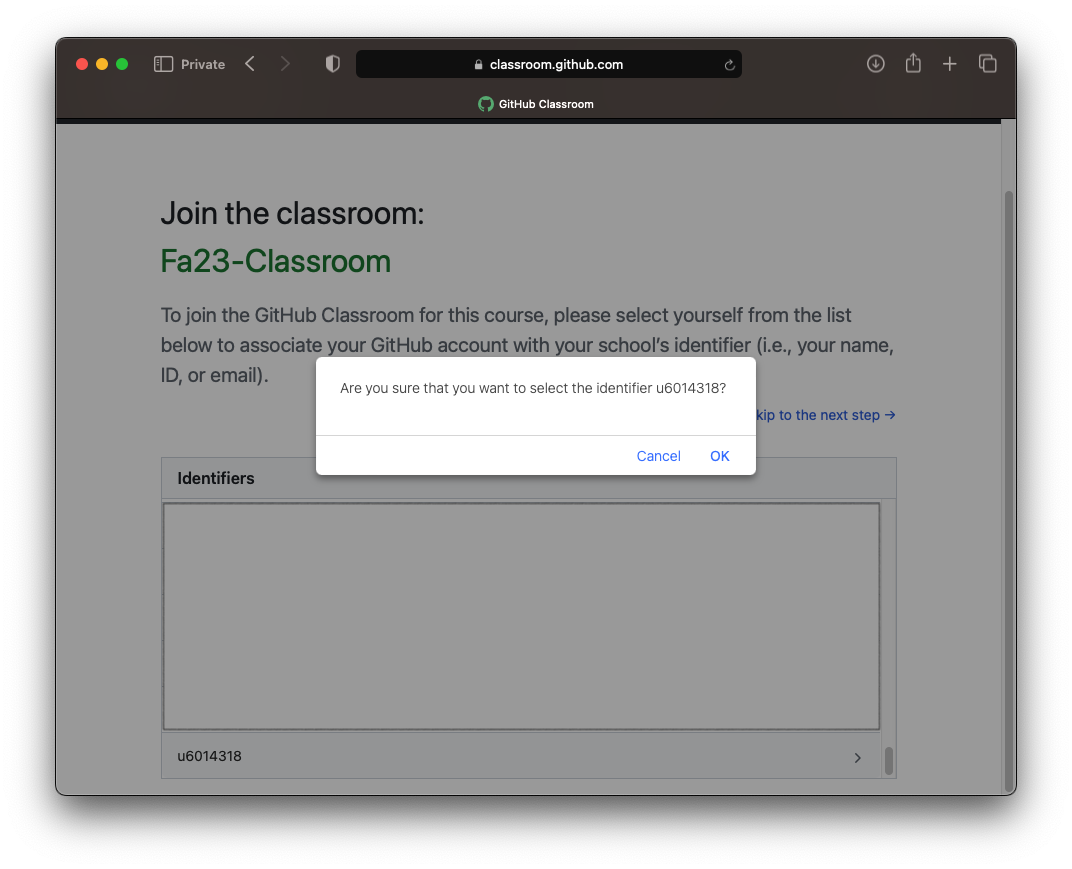 Private
classroom.github.com
GitHub Classroom
Join the classroom:
Fa23-Classroom
To join the GitHub Classroom for this course, please select yourself from the list
below to associate your GitHub account with your school's identifier (i.e., your name,
ID, or email).
Are you sure that you want to select the identifier u6014318?
kip to the next step →
Cancel
OK
Identifiers
u6014318